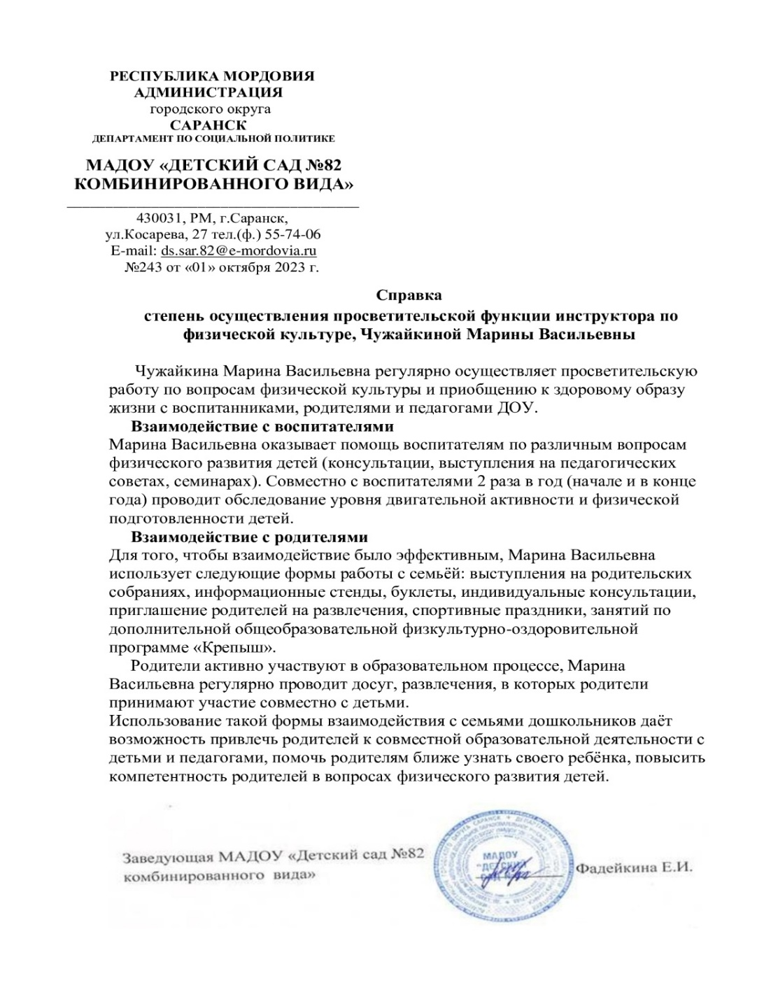 РЕСПУБЛИКА МОРДОВИЯ
АДМИНИСТРАЦИЯ
городского округа
САРАНСК
ДЕПАРТАМЕНТ ПО СОЦИАЛЬНОЙ ПОЛИТИКЕ
МАДОУ «ДЕТСКИЙ САД №82
КОМБИНИРОВАННОГО ВИДА»
430031, РМ, г.Саранск,
ул.Косарева, 27 тел.(ф.) 55-74-06
E-mail: ds.sar.82@e-mordovia.ru
№243 от «01» октября 2023 г.
Справка
степень осуществления просветительской функции инструктора по
физической культуре, Чужайкиной Марины Васильевны
Чужайкина Марина Васильевна регулярно осуществляет просветительскую
работу по вопросам физической культуры и приобщению к здоровому образу
жизни с воспитанниками, родителями и педагогами ДОУ.
Взаимодействие с воспитателями
Марина Васильевна оказывает помощь воспитателям по различным вопросам
физического развития детей (консультации, выступления на педагогических
советах, семинарах). Совместно с воспитателями 2 раза в год (начале и в конце
года) проводит обследование уровня двигательной активности и физической
подготовленности детей.
Взаимодействие с родителями
Для того, чтобы взаимодействие было эффективным, Марина Васильевна
использует следующие формы работы с семьёй: выступления на родительских
собраниях, информационные стенды, буклеты, индивидуальные консультации,
приглашение родителей на развлечения, спортивные праздники, занятий по
дополнительной общеобразовательной физкультурно-оздоровительной
программе «Крепыш».
Родители активно участвуют в образовательном процессе, Марина
Васильевна регулярно проводит досуг, развлечения, в которых родители
принимают участие совместно с детьми.
Использование такой формы взаимодействия с семьями дошкольников даёт
возможность привлечь родителей к совместной образовательной деятельности с
детьми и педагогами, помочь родителям ближе узнать своего ребёнка, повысить
компетентность родителей в вопросах физического развития детей.
Заведующая МАДОУ «Детский сад №82
комбинированного вида»
МАДОУ
"ДЕТСКИЙ
Фадейкина Е.И.